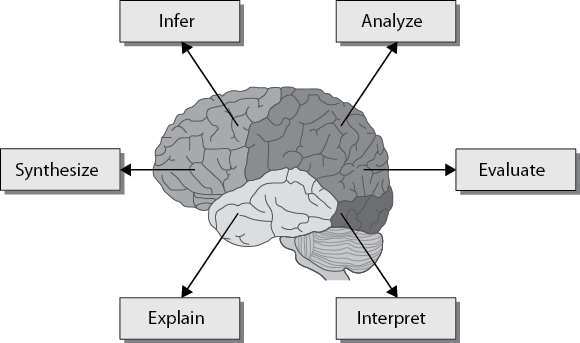 Infer
Analyze
Synthesize
Evaluate
Explain
Interpret